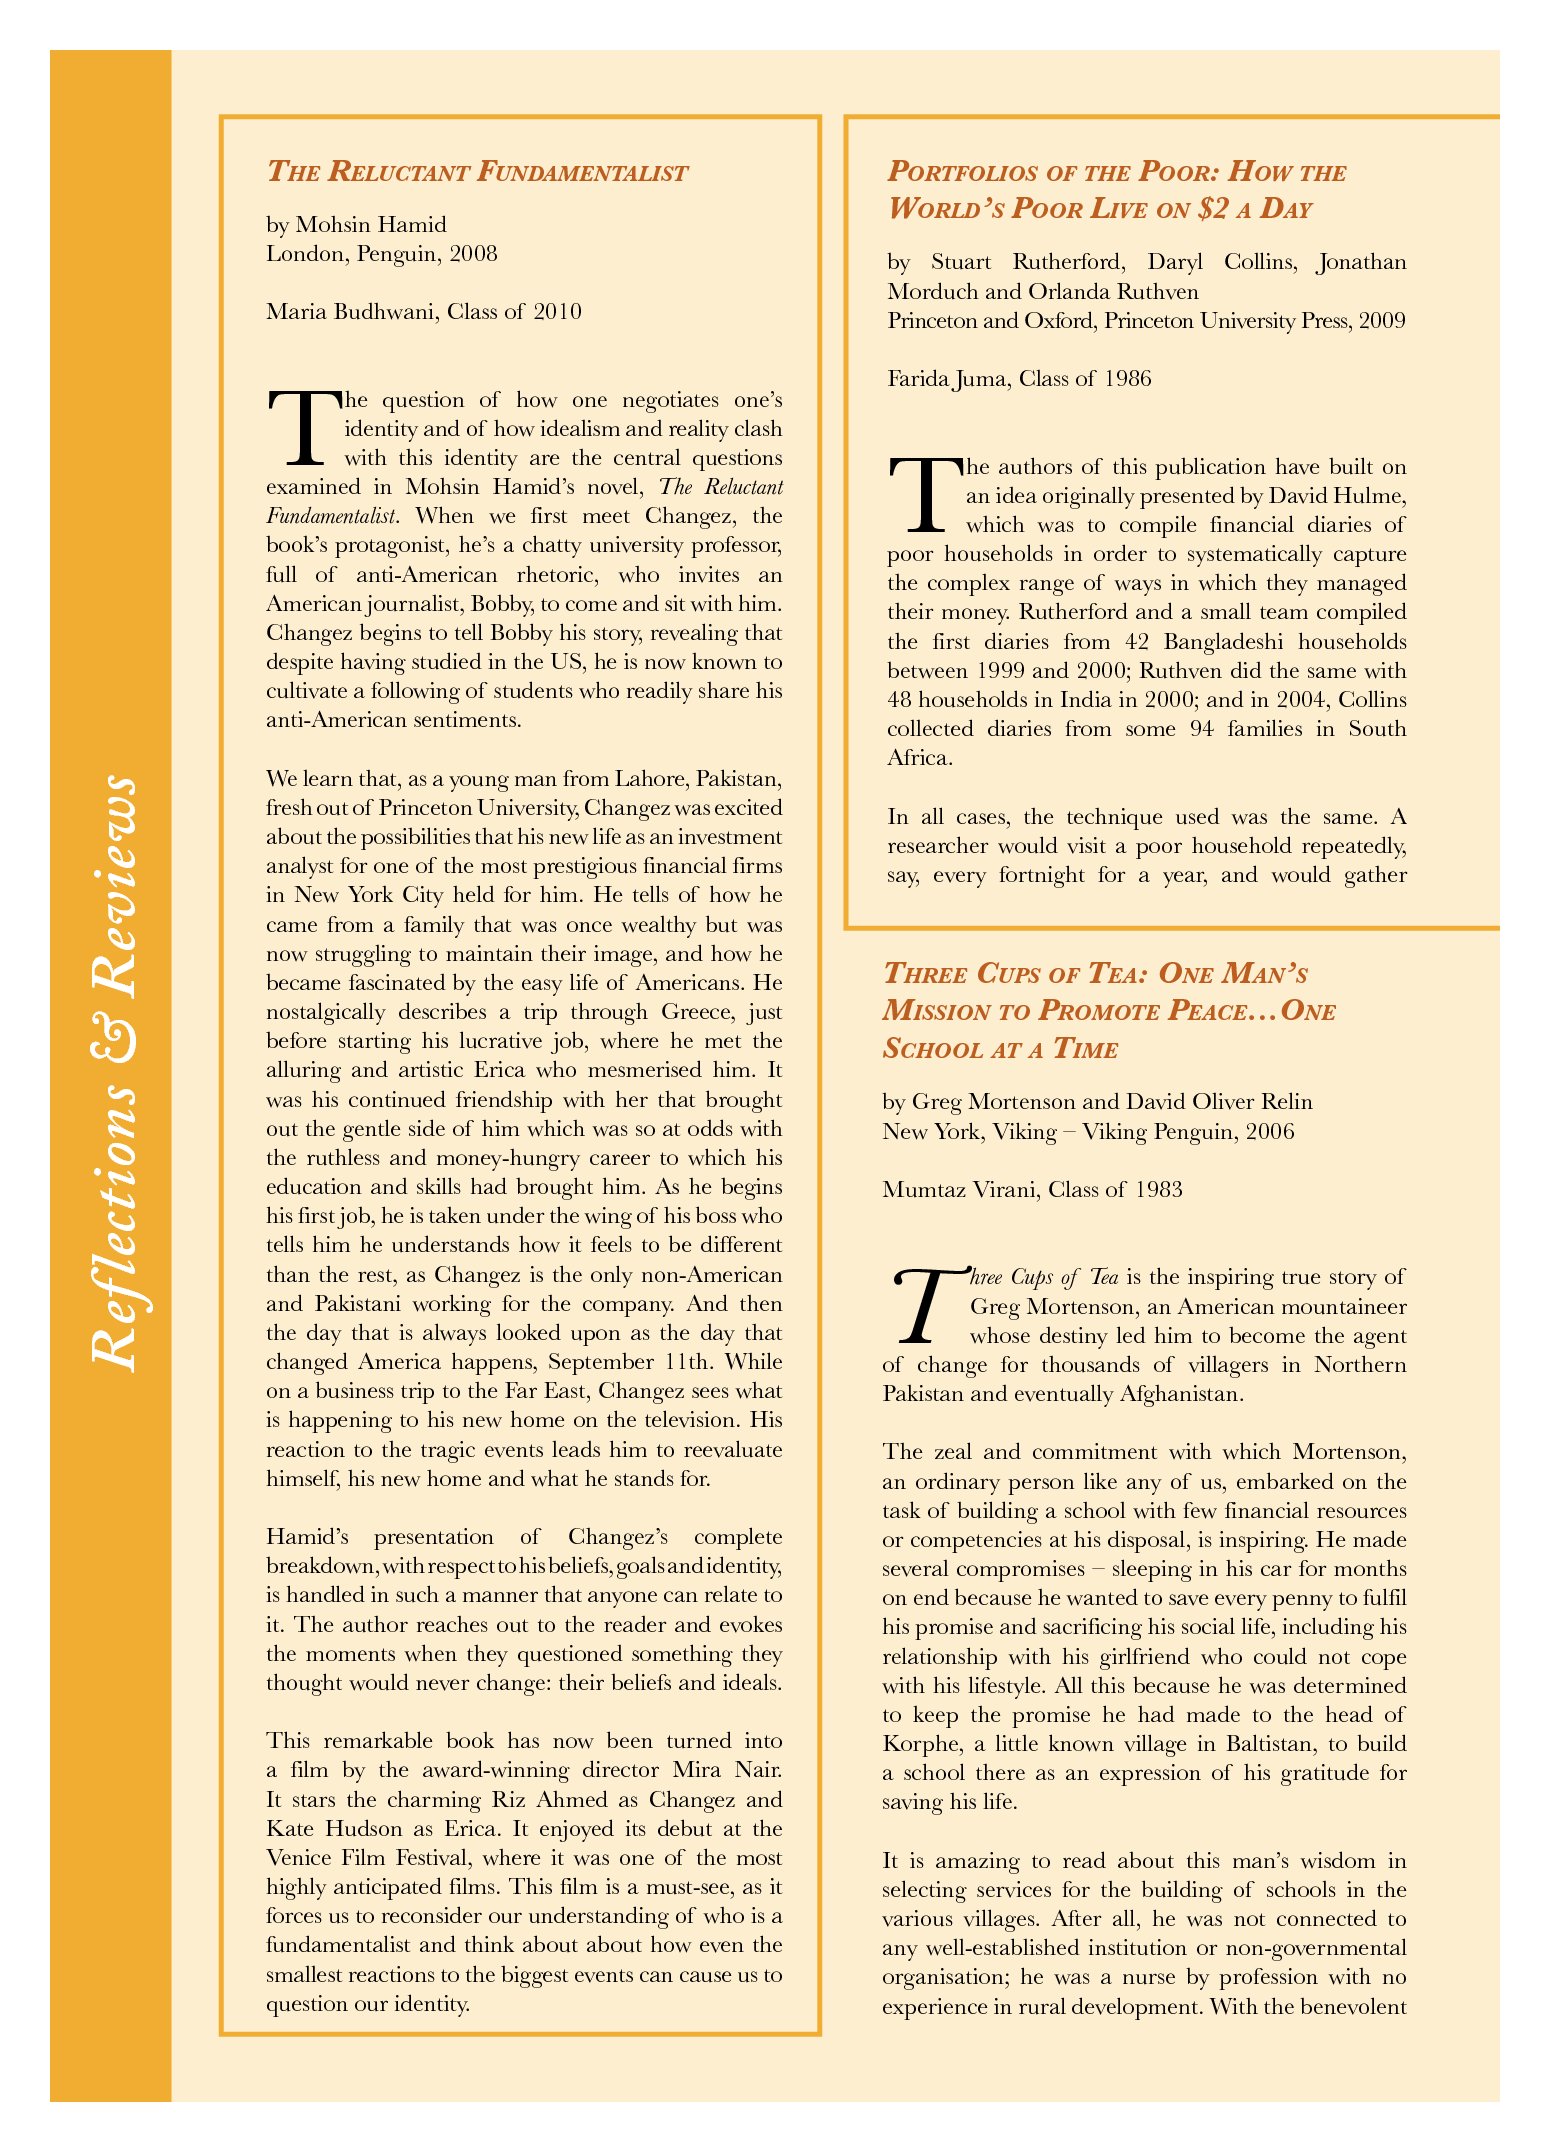 Reflections & Reviews
THE RELUCTANT FUNDAMENTALIST
by Mohsin Hamid
London, Penguin, 2008
Maria Budhwani, Class of 2010
The question of how one negotiates one's
identity and of how idealism and reality clash
with this identity are the central questions
examined in Mohsin Hamid's novel, The Reluctant
Fundamentalist. When we first meet Changez, the
book's protagonist, he's a chatty university professor,
full of anti-American rhetoric, who invites an
American journalist, Bobby, to come and sit with him.
Changez begins to tell Bobby his story, revealing that
despite having studied in the US, he is now known to
cultivate a following of students who readily share his
anti-American sentiments.
We learn that, as a young man from Lahore, Pakistan,
fresh out of Princeton University, Changez was excited
about the possibilities that his new life as an investment
analyst for one of the most prestigious financial firms
in New York City held for him. He tells of how he
came from a family that was once wealthy but was
now struggling to maintain their image, and how he
became fascinated by the easy life of Americans. He
nostalgically describes a trip through Greece, just
before starting his lucrative job, where he met the
alluring and artistic Erica who mesmerised him. It
was his continued friendship with her that brought
out the gentle side of him which was so at odds with
the ruthless and money-hungry career to which his
education and skills had brought him. As he begins
his first job, he is taken under the wing of his boss who
tells him he understands how it feels to be different
than the rest, as Changez is the only non-American
and Pakistani working for the company. And then
the day that is always looked upon as the day that
changed America happens, September 11th. While
on a business trip to the Far East, Changez sees what
is happening to his new home on the television. His
reaction to the tragic events leads him to reevaluate
himself, his new home and what he stands for.
Hamid's presentation of Changez's complete
breakdown, with respect to his beliefs, goals and identity,
is handled in such a manner that anyone can relate to
it. The author reaches out to the reader and evokes
the moments when they questioned something they
thought would never change: their beliefs and ideals.
This remarkable book has now been turned into
a film by the award-winning director Mira Nair.
It stars the charming Riz Ahmed as Changez and
Kate Hudson as Erica. It enjoyed its debut at the
Venice Film Festival, where it was one of the most
highly anticipated films. This film is a must-see, as it
forces us to reconsider our understanding of who is a
fundamentalist and think about about how even the
smallest reactions to the biggest events can cause us to
question our identity.
PORTFOLIOS OF THE POOR: HOW THE
WORLD'S POOR LIVE ON $2 A DAY
by Stuart Rutherford, Daryl Collins, Jonathan
Morduch and Orlanda Ruthven
Princeton and Oxford, Princeton University Press, 2009
Farida Juma, Class of 1986
The authors of this publication have built on
an idea originally presented by David Hulme,
which was to compile financial diaries of
poor households in order to systematically capture
the complex range of ways in which they managed
their money. Rutherford and a small team compiled
the first diaries from 42 Bangladeshi households
between 1999 and 2000; Ruthven did the same with
48 households in India in 2000; and in 2004, Collins
collected diaries from some 94 families in South
Africa.
In all cases, the technique used was the same. A
researcher would visit a poor household repeatedly,
say, every fortnight for a year, and would gather
THREE CUPS OF TEA: ONE MAN'S
MISSION TO PROMOTE PEACE…ONE
SCHOOL AT A TIME
by Greg Mortenson and David Oliver Relin
New York, Viking – Viking Penguin, 2006
Mumtaz Virani, Class of 1983
Three Cups of Tea is the inspiring true story of
Greg Mortenson, an American mountaineer
whose destiny led him to become the agent
of change for thousands of villagers in Northern
Pakistan and eventually Afghanistan.
The zeal and commitment with which Mortenson,
an ordinary person like any of us, embarked on the
task of building a school with few financial resources
or competencies at his disposal, is inspiring. He made
several compromises – sleeping in his car for months
on end because he wanted to save every penny to fulfil
his promise and sacrificing his social life, including his
relationship with his girlfriend who could not cope
with his lifestyle. All this because he was determined
to keep the promise he had made to the head of
Korphe, a little known village in Baltistan, to build
a school there as an expression of his gratitude for
saving his life.
It is amazing to read about this man's wisdom in
selecting services for the building of schools in the
various villages. After all, he was not connected to
any well-established institution or non-governmental
organisation; he was a nurse by profession with no
experience in rural development. With the benevolent